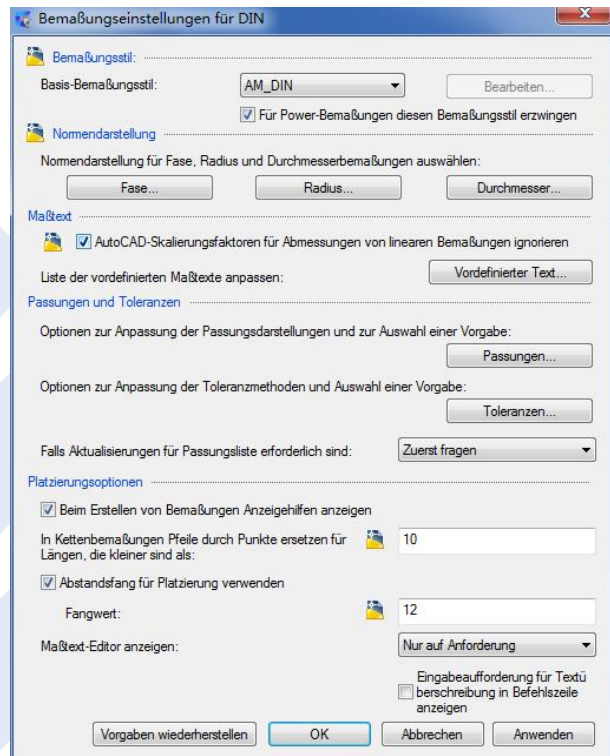 Bemaßungseinstellungen für DIN
Bemaßungsstil:
Basis-Bemaßungsstil: AM_DIN Bearbeiten...
Für Power-Bemaßungen diesen Bemaßungsstil erzwingen
Normendarstellung
Normendarstellung für Fase, Radius und Durchmesserbemaßungen auswählen:
Fase... Radius... Durchmesser...
Maßtext
AutoCAD-Skalierungsfaktoren für Abmessungen von linearen Bemaßungen ignorieren
Liste der vordefinierten Maßtexte anpassen: Vordefinierter Text...
Passungen und Toleranzen
Optionen zur Anpassung der Passungsdarstellungen und zur Auswahl einer Vorgabe:
Passungen...
Optionen zur Anpassung der Toleranzmethoden und Auswahl einer Vorgabe:
Toleranzen...
Falls Aktualisierungen für Passungsliste erforderlich sind: Zuerst fragen
Platzierungsoptionen
Beim Erstellen von Bemaßungen Anzeigehilfen anzeigen
In Kettenbemaßungen Pfeile durch Punkte ersetzen für
Längen, die kleiner sind als: 10
Abstandsfang für Platzierung verwenden
Fangwert: 12
Maßtext-Editor anzeigen: Nur auf Anforderung
Eingabeaufforderung für Textü
berschreibung in Befehlszeile
anzeigen
Vorgaben wiederherstellen OK Abbrechen Anwenden